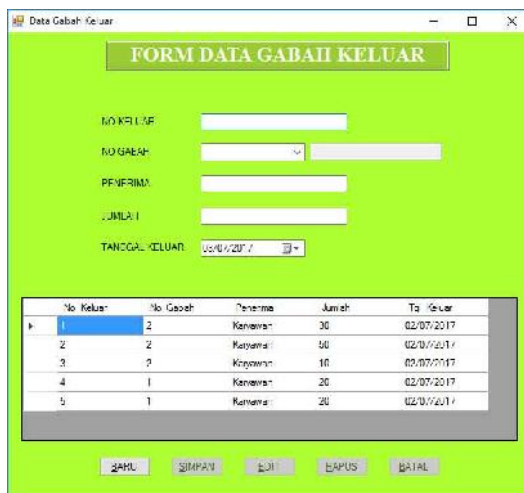 Data Gabah Keluar
FORM DATA GABAH KELUAR
NO KELUAR
NO GABAH
PENERIMA
JUMLAH
TANGGAL KELUAR 03/07/2017
No Keluar No Gabah Penerima Jumlah Tgl Keluar
1 2 Karyawan 30 02/07/2017
2 2 Karyawan 50 02/07/2017
3 2 Karyawan 10 02/07/2017
4 1 Karyawan 20 02/07/2017
5 1 Karyawan 20 02/07/2017
BARU SIMPAN EDIT HAPUS BATAL